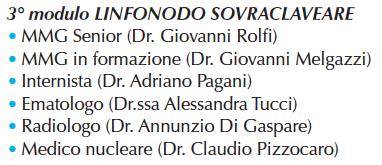 3° modulo LINFONODO SOVRACLAVEARE
• MMG Senior (Dr. Giovanni Rolfi)
• MMG in formazione (Dr. Giovanni Melgazzi)
• Internista (Dr. Adriano Pagani)
• Ematologo (Dr.ssa Alessandra Tucci)
• Radiologo (Dr. Annunzio Di Gaspare)
• Medico nucleare (Dr. Claudio Pizzocaro)